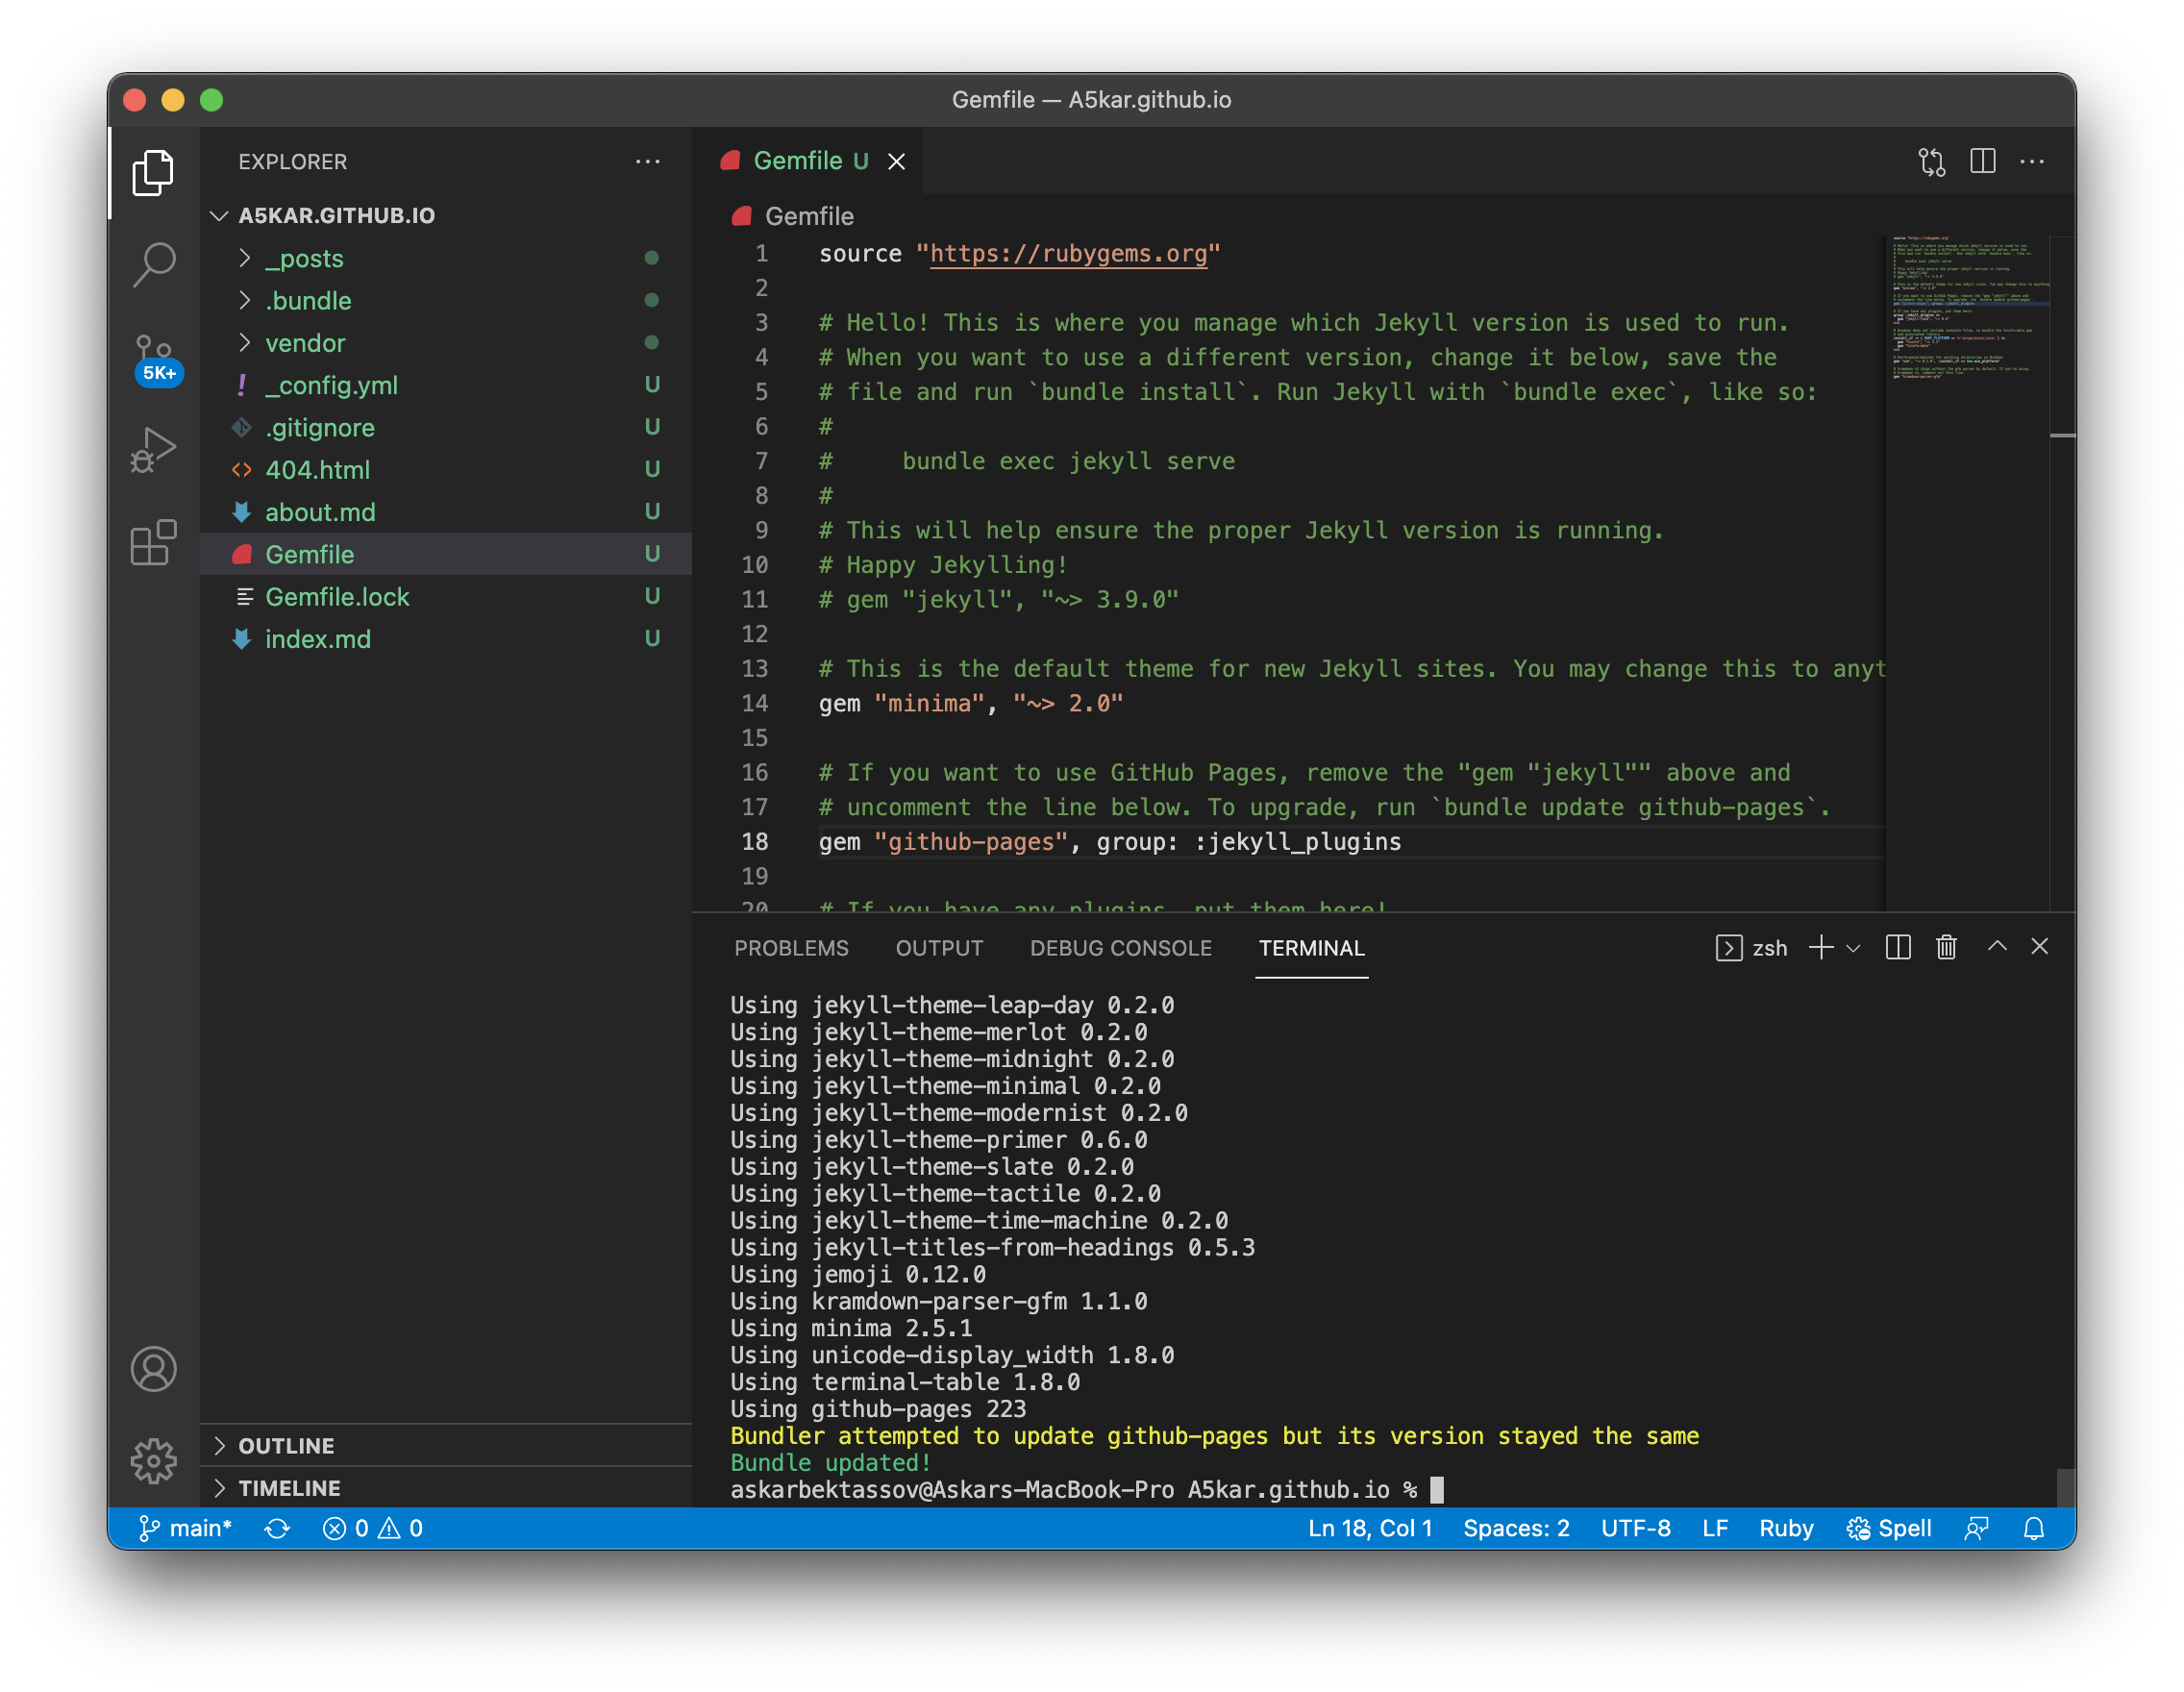 Gemfile — A5kar.github.io
EXPLORER
A5KAR.GITHUB.IO
_posts
.bundle
vendor
! _config.yml U
.gitignore U
<> 404.html U
about.md U
Gemfile U
Gemfile.lock U
index.md U
5K+
OUTLINE
TIMELINE
Gemfile U
Gemfile
1 source "https://rubygems.org"
2
3 # Hello! This is where you manage which Jekyll version is used to run.
4 # When you want to use a different version, change it below, save the
5 # file and run `bundle install`. Run Jekyll with `bundle exec`, like so:
6 #
7 #     bundle exec jekyll serve
8 #
9 # This will help ensure the proper Jekyll version is running.
10 # Happy Jekylling!
11 # gem "jekyll", "~> 3.9.0"
12
13 # This is the default theme for new Jekyll sites. You may change this to anyt
14 gem "minima", "~> 2.0"
15
16 # If you want to use GitHub Pages, remove the "gem "jekyll"" above and
17 # uncomment the line below. To upgrade, run `bundle update github-pages`.
18 gem "github-pages", group: :jekyll_plugins
19
20 # If you have any plugins, put them here!
PROBLEMS OUTPUT DEBUG CONSOLE TERMINAL zsh
Using jekyll-theme-leap-day 0.2.0
Using jekyll-theme-merlot 0.2.0
Using jekyll-theme-midnight 0.2.0
Using jekyll-theme-minimal 0.2.0
Using jekyll-theme-modernist 0.2.0
Using jekyll-theme-primer 0.6.0
Using jekyll-theme-slate 0.2.0
Using jekyll-theme-tactile 0.2.0
Using jekyll-theme-time-machine 0.2.0
Using jekyll-titles-from-headings 0.5.3
Using jemoji 0.12.0
Using kramdown-parser-gfm 1.1.0
Using minima 2.5.1
Using unicode-display_width 1.8.0
Using terminal-table 1.8.0
Using github-pages 223
Bundler attempted to update github-pages but its version stayed the same
Bundle updated!
askarbektassov@Askars-MacBook-Pro A5kar.github.io %
main* 0 0 Ln 18, Col 1 Spaces: 2 UTF-8 LF Ruby Spell